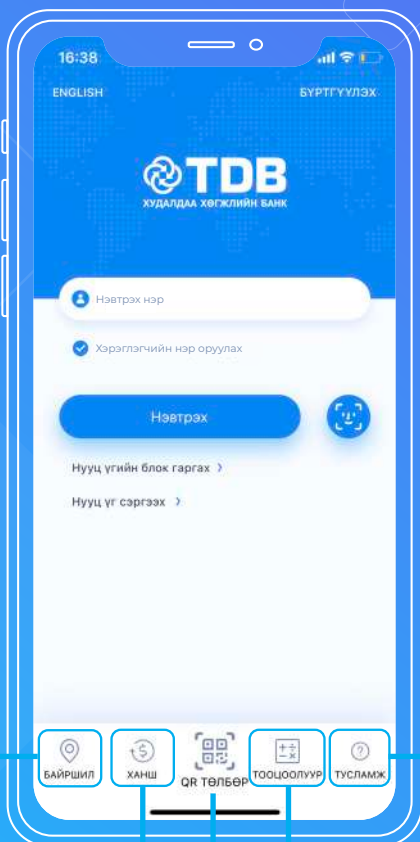 16:38
ENGLISH
БҮРТГҮҮЛЭХ
TDB
ХУДАЛДАА ХӨГЖЛИЙН БАНК
Нэвтрэх нэр
Хэрэглэгчийн нэр оруулах
Нэвтрэх
Нууц үгийн блок гаргах
Нууц үг сэргээх
БАЙРШИЛ
ХАНШ
QR ТӨЛБӨР
ТООЦООЛУУР
ТУСЛАМЖ